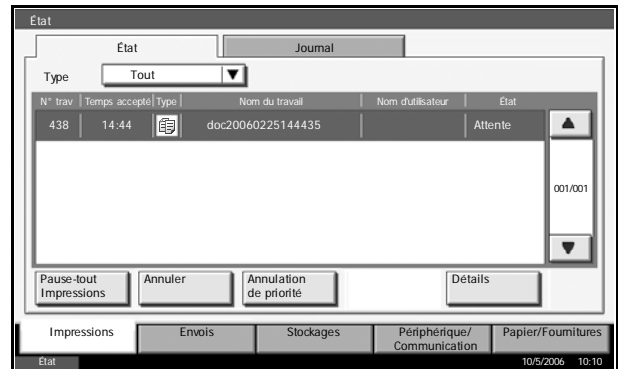 État
État Journal
Type Tout
N° trav Temps accepté Type Nom du travail Nom d'utilisateur État
438 14:44 doc20060225144435 Attente
001/001
Pause-tout Impressions
Annuler
Annulation de priorité
Détails
Impressions Envois Stockages Périphérique/ Communication Papier/Fournitures
État 10/5/2006 10:10